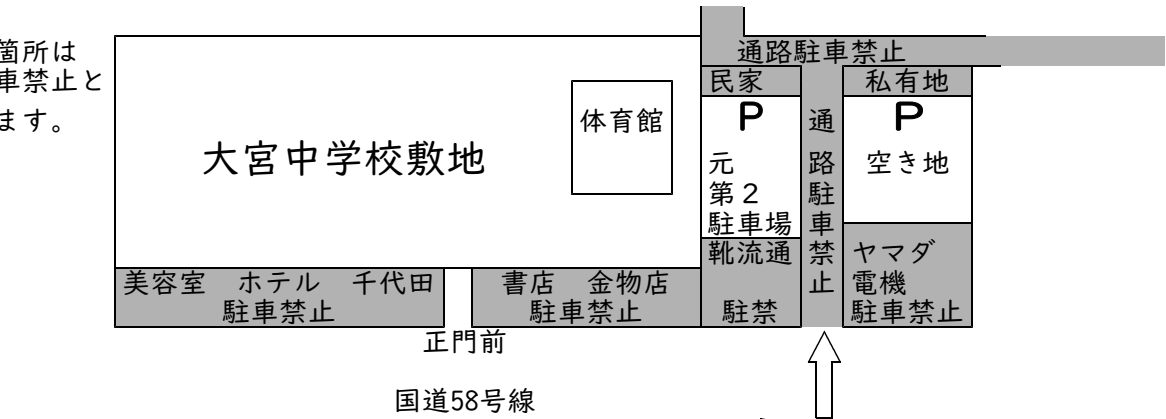 箇所は
車禁止と
ます。
大宮中学校敷地
体育館
通路駐車禁止
民家
P
元
第２
駐車場
靴流通
駐禁
通路駐車禁止
私有地
P
空き地
ヤマダ
電機
駐車禁止
美容室 ホテル 千代田
駐車禁止
書店 金物店
駐車禁止
正門前
国道58号線